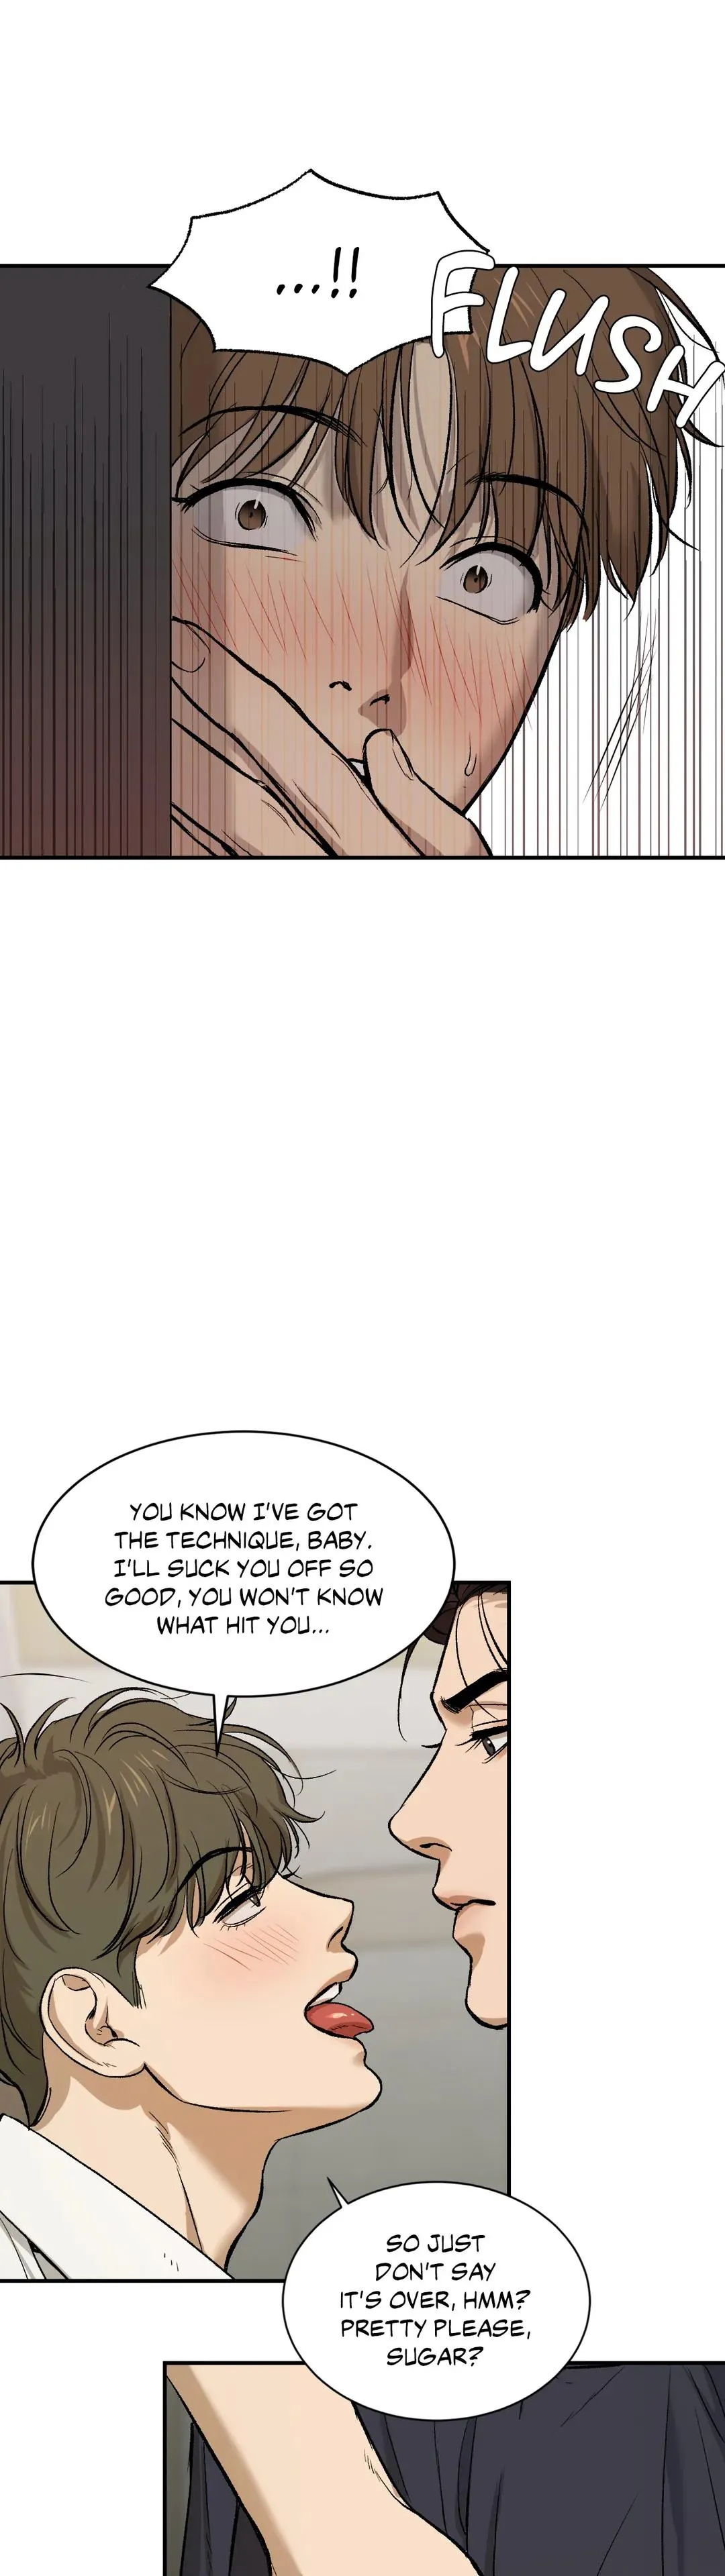 ...!!
FLUSH
YOU KNOW I'VE GOT
THE TECHNIQUE, BABY.
I'LL SUCK YOU OFF SO
GOOD, YOU WON'T KNOW
WHAT HIT YOU...
SO JUST
DON'T SAY
IT'S OVER, HMM?
PRETTY PLEASE,
SUGAR?